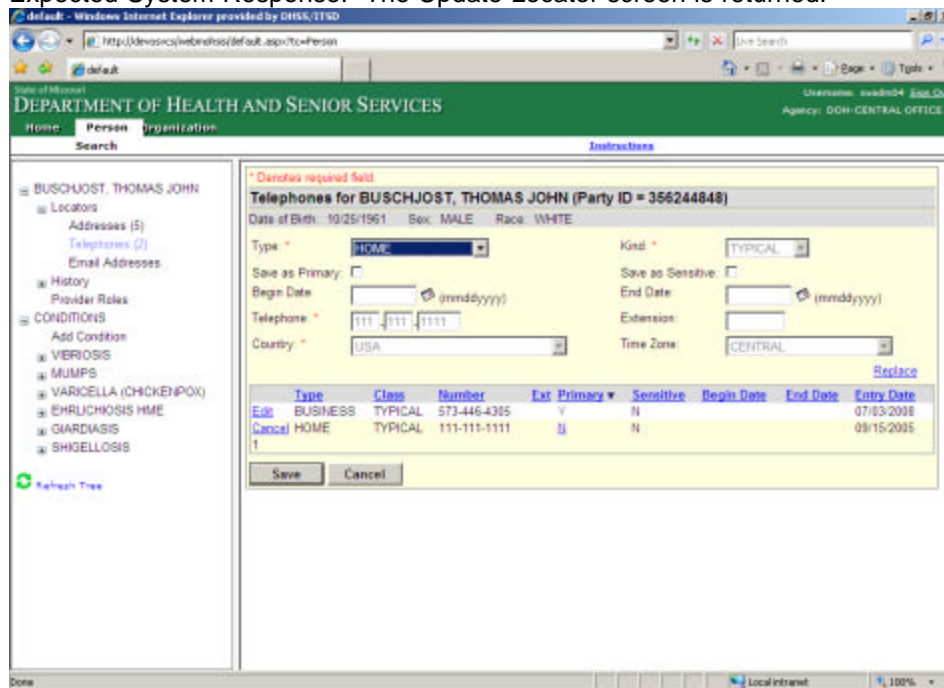 Expected System Response: The Update Locator screen is returned.
default - Windows Internet Explorer provided by DHSS/ITSD
Live Search
default
Page Tools
State of Missouri
DEPARTMENT OF HEALTH AND SENIOR SERVICES
Username: Sign Ou
Agency: DOH-CENTRAL OFFICE
Home Person Organization
Search Instructions
BUSCHJOST, THOMAS JOHN
Locators
Addresses (5)
Telephones (2)
Email Addresses
History
Provider Roles
CONDITIONS
Add Condition
VIBRIOSIS
MUMPS
VARICELLA (CHICKENPOX)
EHRLICHIOSIS HME
GIARDIASIS
SHIGELLOSIS
Refresh Tree
* Denotes required field.
Telephones for BUSCHJOST, THOMAS JOHN (Party ID = 356244848)
Date of Birth: 10/25/1961 Sex: MALE Race: WHITE
Type: * HOME Kind: * TYPICAL
Save as Primary: Save as Sensitive:
Begin Date: (mmddyyyy) End Date: (mmddyyyy)
Telephone: * 111 - 111 - 1111 Extension:
Country: * USA Time Zone: CENTRAL
Replace
Type Class Number Ext Primary ▼ Sensitive Begin Date End Date Entry Date
Edit BUSINESS TYPICAL 573-446-4305 Y N 07/03/2008
Cancel HOME TYPICAL 111-111-1111 N N 09/15/2005
1
Save Cancel
Done Local intranet 100%